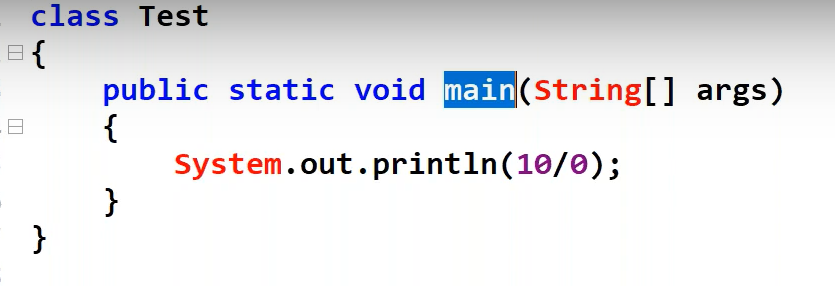 class Test
{
public static void main(String[] args)
{
System.out.println(10/0);
}
}